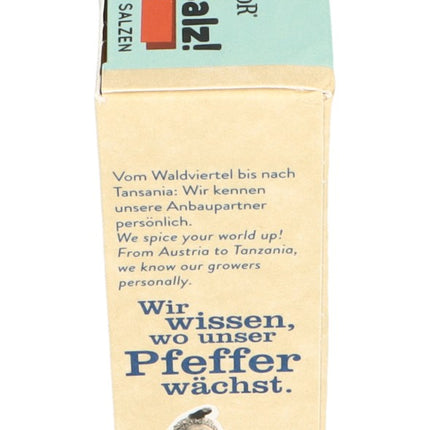 OR®
alz!
SALZEN
Vom Waldviertel bis nach
Tansania: Wir kennen
unsere Anbaupartner
persönlich.
We spice your world up!
From Austria to Tanzania,
we know our growers
personally.
Wir
wissen,
wo unser
Pfeffer
wächst.